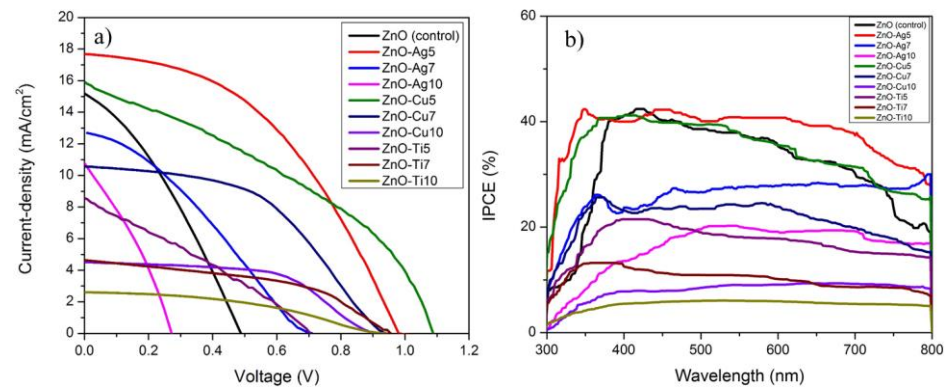 a)
Current-density (mA/cm²)
20
18
16
14
12
10
8
6
4
2
0
0.0 0.2 0.4 0.6 0.8 1.0 1.2
Voltage (V)
ZnO (control)
ZnO-Ag5
ZnO-Ag7
ZnO-Ag10
ZnO-Cu5
ZnO-Cu7
ZnO-Cu10
ZnO-Ti5
ZnO-Ti7
ZnO-Ti10
b)
IPCE (%)
60
40
20
0
300 400 500 600 700 800
Wavelength (nm)
ZnO (control)
ZnO-Ag5
ZnO-Ag7
ZnO-Ag10
ZnO-Cu5
ZnO-Cu7
ZnO-Cu10
ZnO-Ti5
ZnO-Ti7
ZnO-Ti10